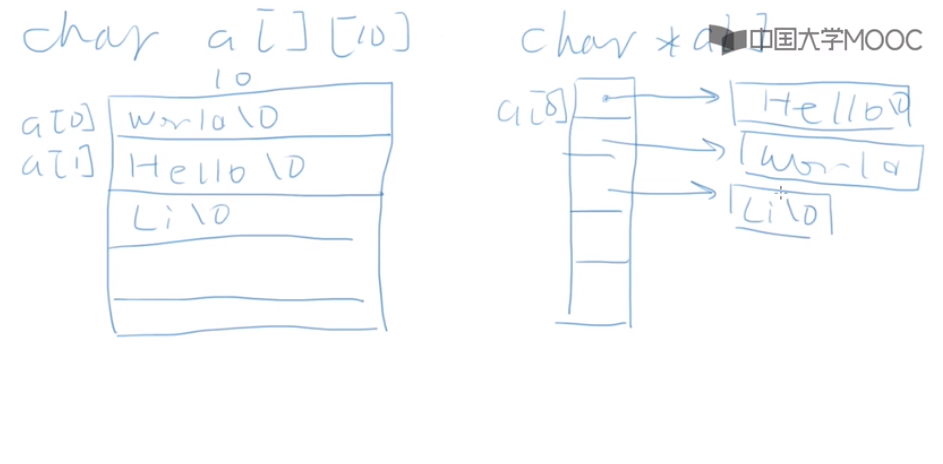 char a[][10]
char *a[]
中国大学MOOC
10
a[0] world\0
a[1] Hello\0
Li\0
a[0]
Hello\0
world
Li\0